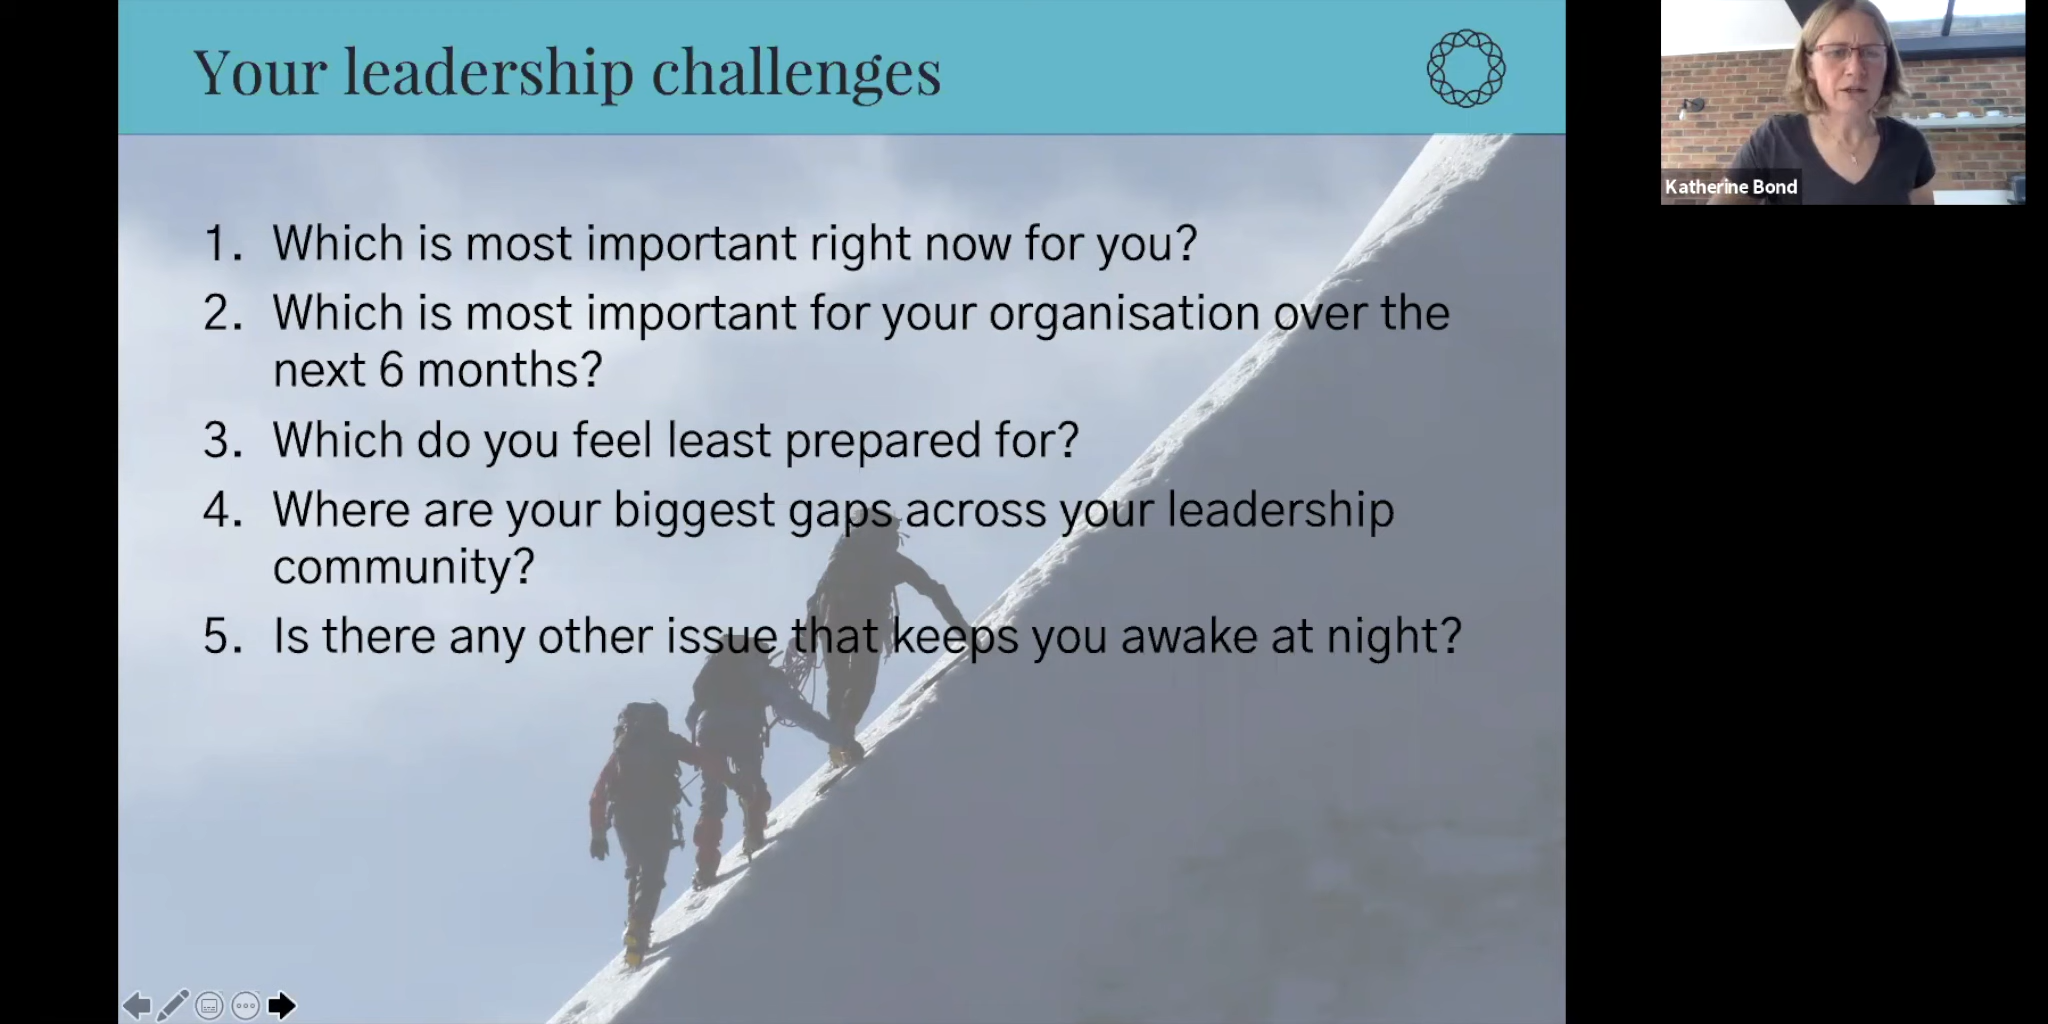 Your leadership challenges
1. Which is most important right now for you?
2. Which is most important for your organisation over the
next 6 months?
3. Which do you feel least prepared for?
4. Where are your biggest gaps across your leadership
community?
5. Is there any other issue that keeps you awake at night?
Katherine Bond